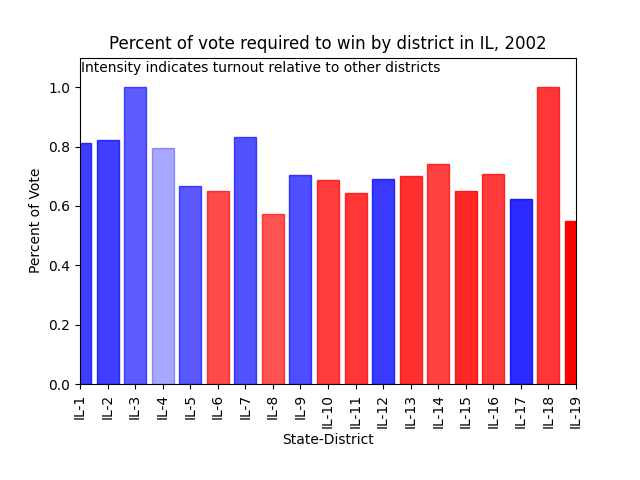 Percent of vote required to win by district in IL, 2002
Intensity indicates turnout relative to other districts
1.0
0.8
0.6
0.4
0.2
0.0
Percent of Vote
IL-1
IL-2
IL-3
IL-4
IL-5
IL-6
IL-7
IL-8
IL-9
IL-10
IL-11
IL-12
IL-13
IL-14
IL-15
IL-16
IL-17
IL-18
IL-19
State-District